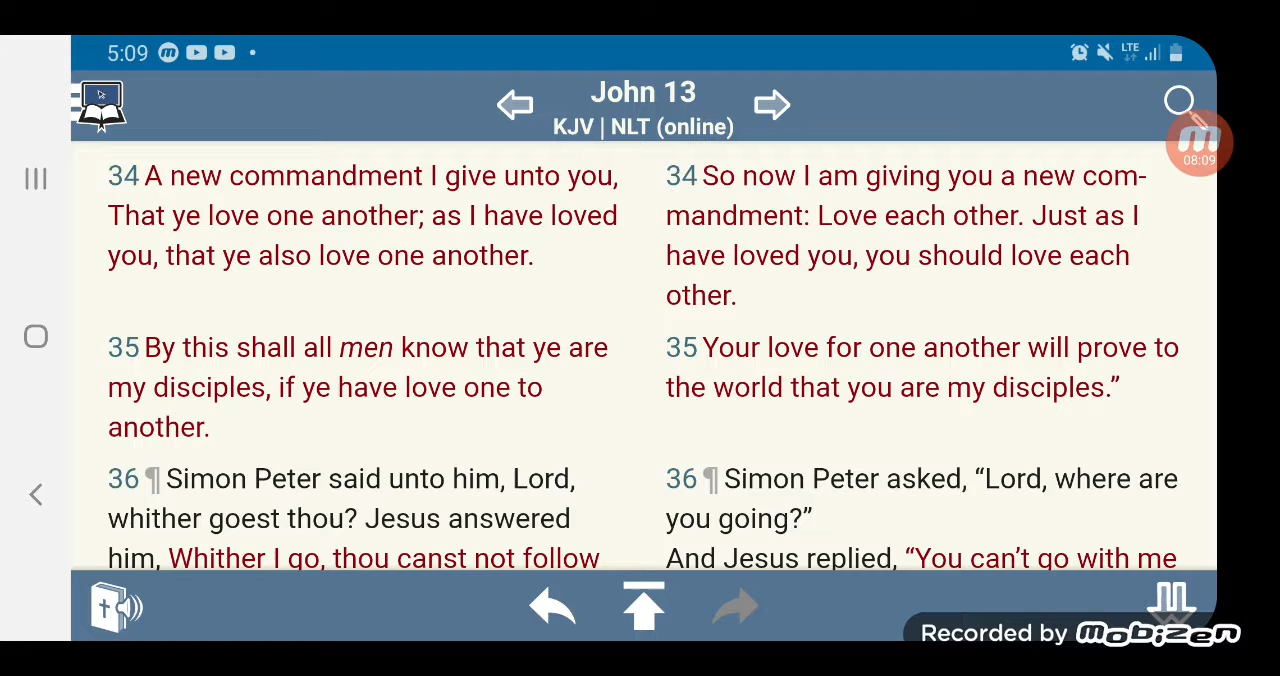 5:09
LTE
John 13
KJV | NLT (online)
08:09
34 A new commandment I give unto you,
That ye love one another; as I have loved
you, that ye also love one another.
35 By this shall all men know that ye are
my disciples, if ye have love one to
another.
36 ¶ Simon Peter said unto him, Lord,
whither goest thou? Jesus answered
him, Whither I go, thou canst not follow
34 So now I am giving you a new com-
mandment: Love each other. Just as I
have loved you, you should love each
other.
35 Your love for one another will prove to
the world that you are my disciples.”
36 ¶ Simon Peter asked, “Lord, where are
you going?”
And Jesus replied, “You can’t go with me
Recorded by mobizen